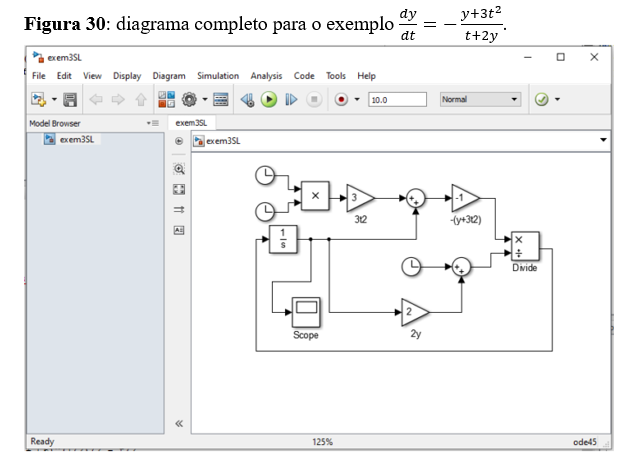 Figura 30: diagrama completo para o exemplo dy/dt = − y+3t²/t+2y.
exem3SL
File Edit View Display Diagram Simulation Analysis Code Tools Help
10.0 Normal
Model Browser exem3SL
exem3SL exem3SL
×
3
3t2
-1
-(y+3t2)
1
s
×
÷
Divide
Scope
2
2y
Ready 125% ode45